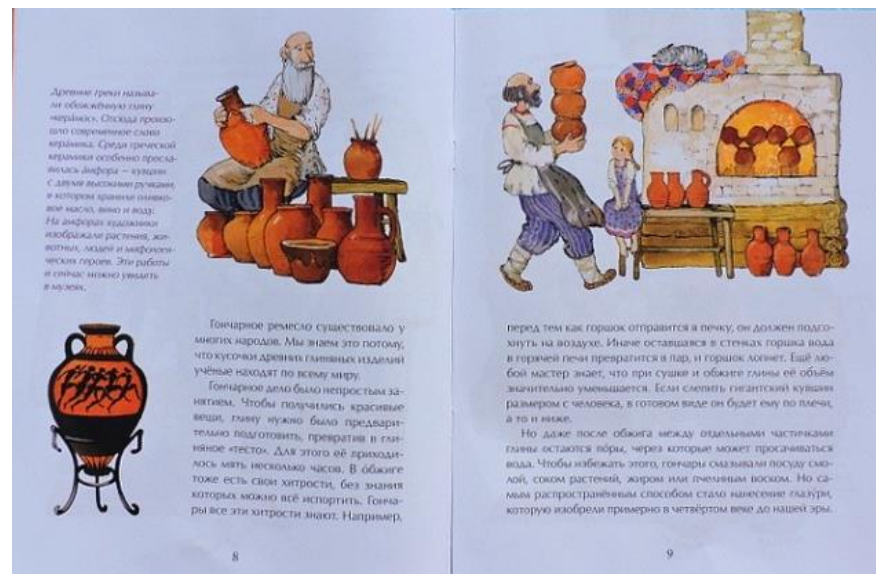 Древние греки называ-
ли обожжённую глину
«кера́мос». Отсюда произо-
шло современное слово
кера́мика. Среди греческой
керамики особенно просла-
вилась а́мфора — кувшин
с двумя высокими ручками,
в котором хранили оливко-
вое масло, вино и воду.
На амфорах художники
изображали растения, жи-
вотных, людей и мифологи-
ческих героев. Эти работы
и сейчас можно увидеть
в музеях.
Гончарное ремесло существовало у
многих народов. Мы знаем это потому,
что кусочки древних глиняных изделий
учёные находят по всему миру.
Гончарное дело было непростым за-
нятием. Чтобы получились красивые
вещи, глину нужно было предвари-
тельно подготовить, превратив в гли-
няное «тесто». Для этого её приходи-
лось мять несколько часов. В обжиге
тоже есть свои хитрости, без знания
которых можно всё испортить. Гонча-
ры все эти хитрости знают. Например,
8
перед тем как горшок отправится в печку, он должен подсо-
хнуть на воздухе. Иначе оставшаяся в стенках горшка вода
в горячей печи превратится в пар, и горшок лопнет. Ещё лю-
бой мастер знает, что при сушке и обжиге глины её объём
значительно уменьшается. Если слепить гигантский кувшин
размером с человека, в готовом виде он будет ему по плечи,
а то и ниже.
Но даже после обжига между отдельными частичками
глины остаются по́ры, через которые может просачиваться
вода. Чтобы избежать этого, гончары смазывали посуду смо-
лой, соком растений, жиром или пчелиным воском. Но са-
мым распространённым способом стало нанесение глазу́ри,
которую изобрели примерно в четвёртом веке до нашей эры.
9